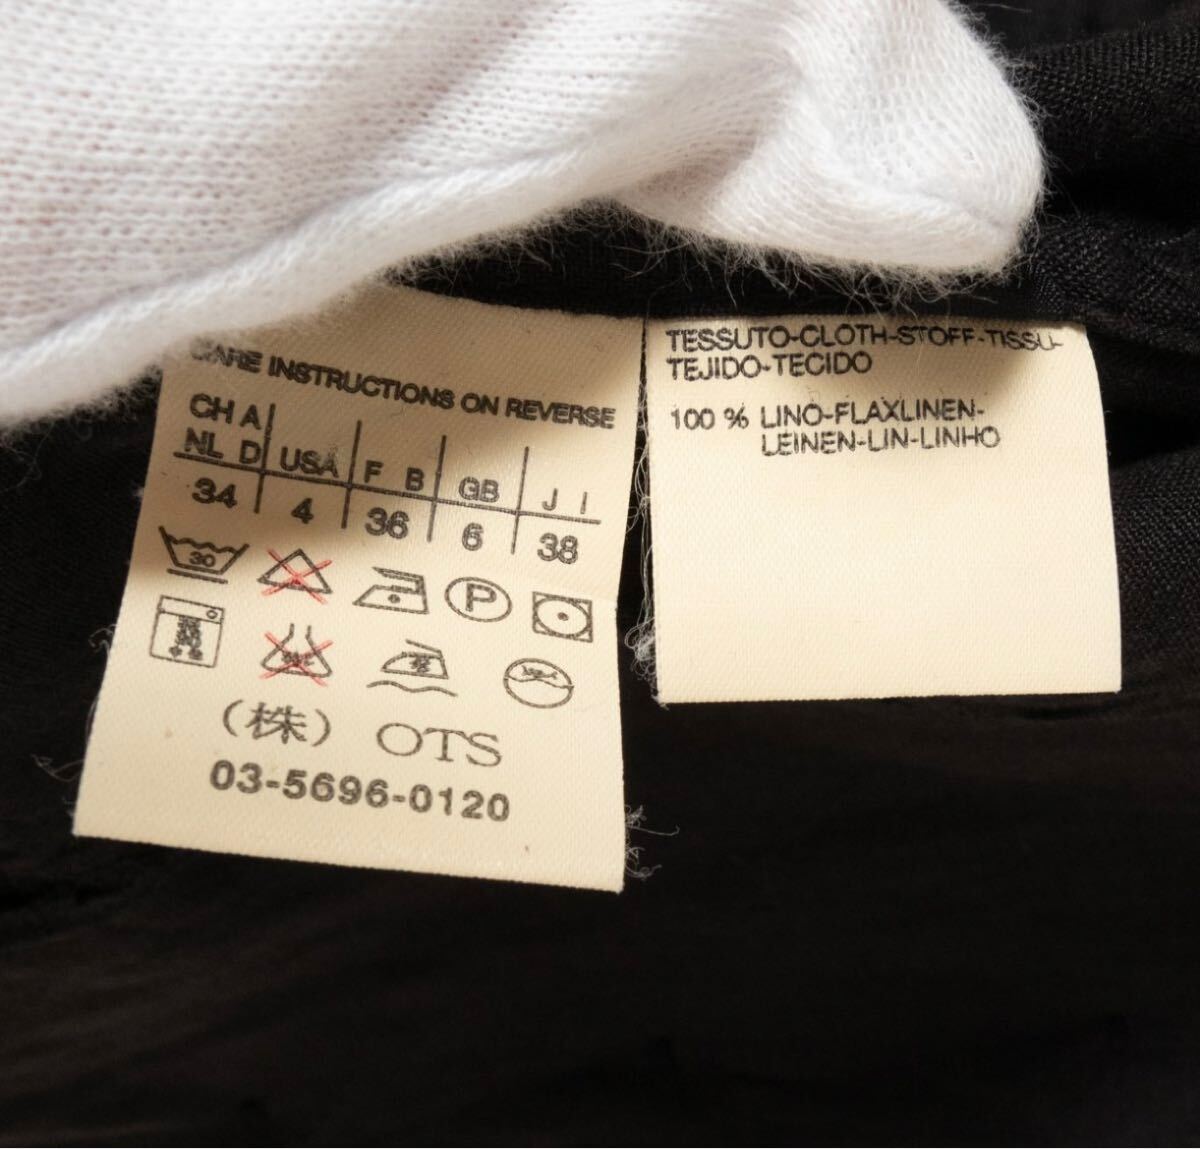 CARE INSTRUCTIONS ON REVERSE
CH A
NL D USA F B GB J I
34 4 36 6 38
30
P
(株) OTS
03-5696-0120
TESSUTO-CLOTH-STOFF-TISSU-
TEJIDO-TECIDO
100 % LINO-FLAXLINEN-
LEINEN-LIN-LINHO